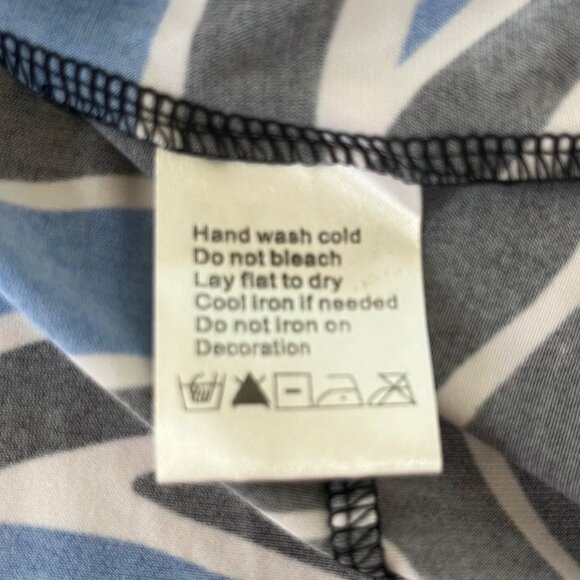 Hand wash cold
Do not bleach
Lay flat to dry
Cool iron if needed
Do not iron on
Decoration